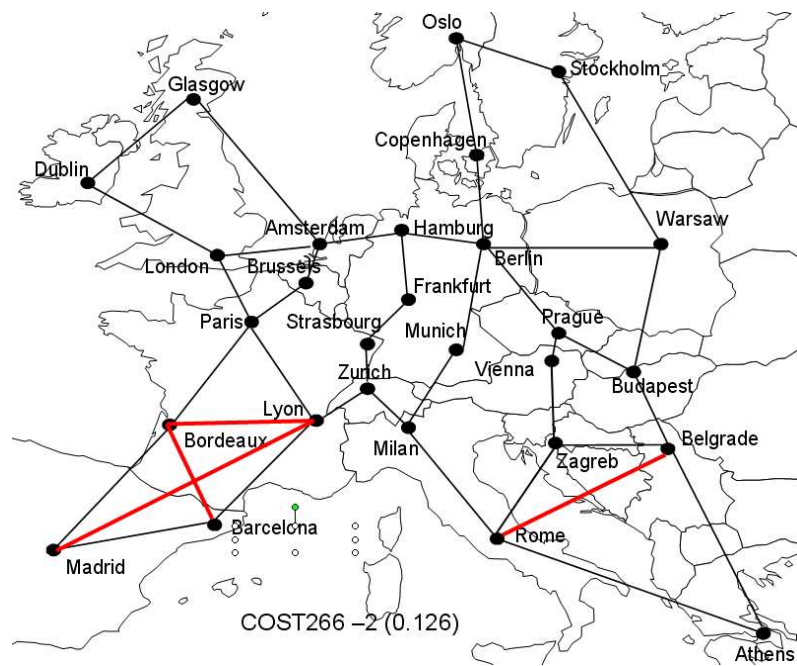 Oslo
Stockholm
Glasgow
Copenhagen
Dublin
Amsterdam
Hamburg
Warsaw
London
Brussels
Berlin
Frankfurt
Paris
Strasbourg
Munich
Prague
Zurich
Vienna
Budapest
Lyon
Bordeaux
Milan
Zagreb
Belgrade
Barcelona
Rome
Madrid
COST266 –2 (0.126)
Athens